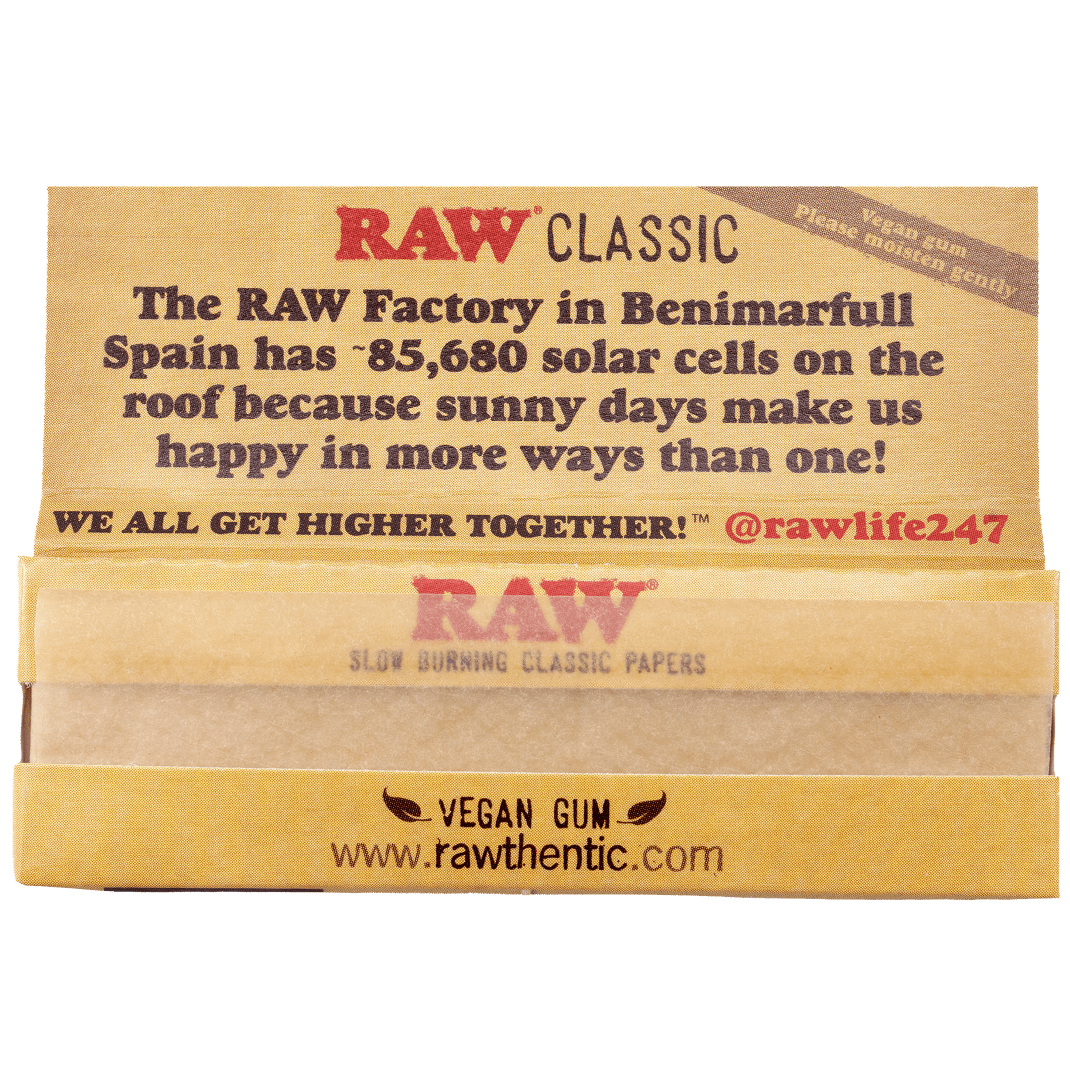 RAW® CLASSIC
Vegan gum
Please moisten gently
The RAW Factory in Benimarfull
Spain has ~85,680 solar cells on the
roof because sunny days make us
happy in more ways than one!
WE ALL GET HIGHER TOGETHER!™ @rawlife247
RAW®
SLOW BURNING CLASSIC PAPERS
VEGAN GUM
www.rawthentic.com